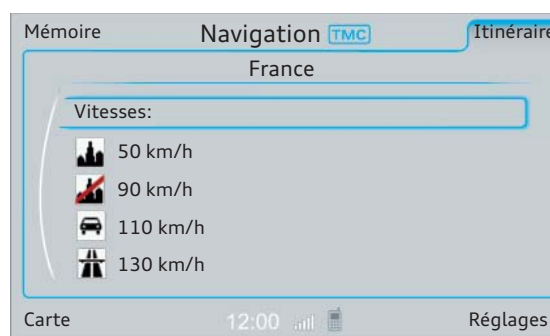 Mémoire Navigation TMC Itinéraire
France
Vitesses:
50 km/h
90 km/h
110 km/h
130 km/h
Carte 12:00 Réglages